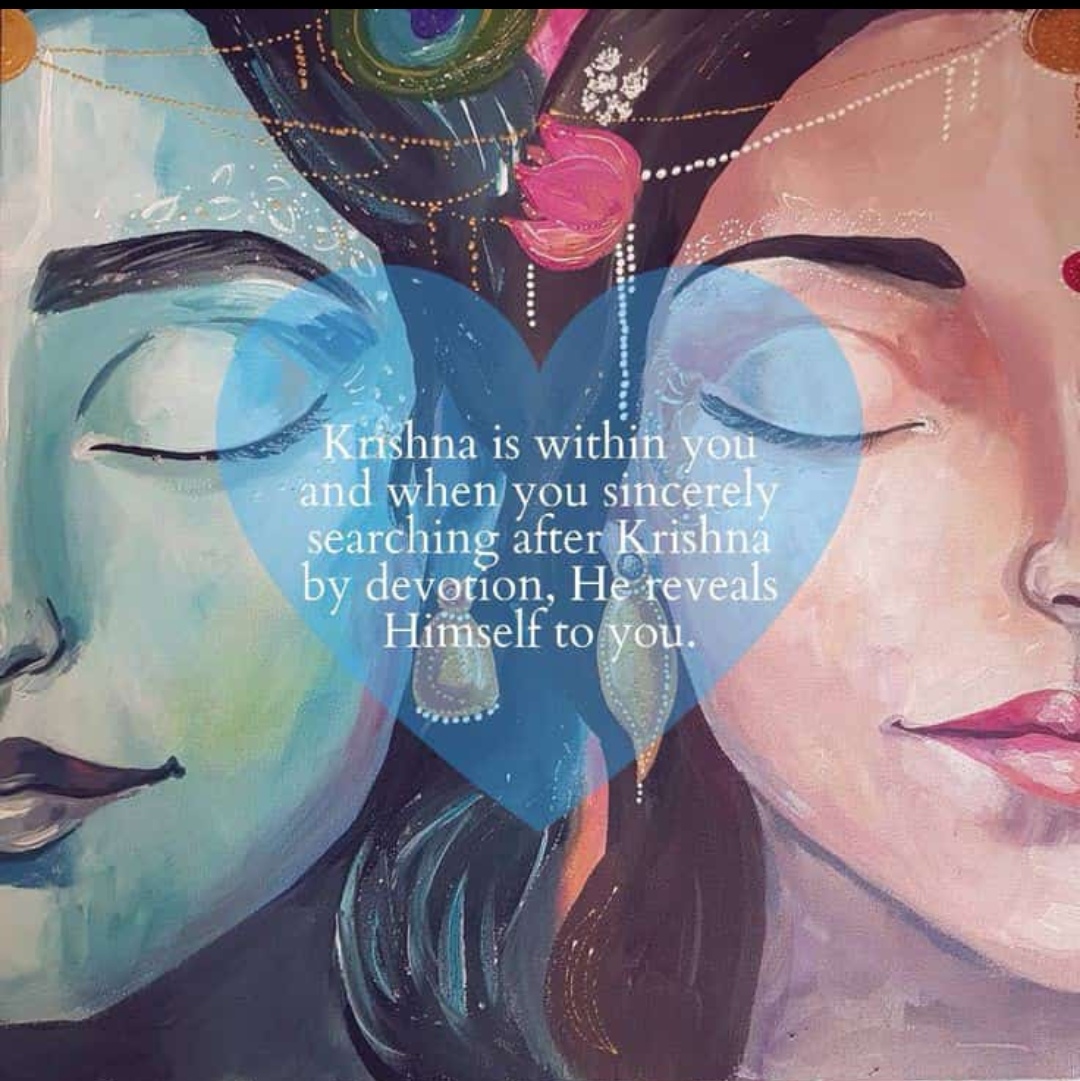 Krishna is within you
and when you sincerely
searching after Krishna
by devotion, He reveals
Himself to you.